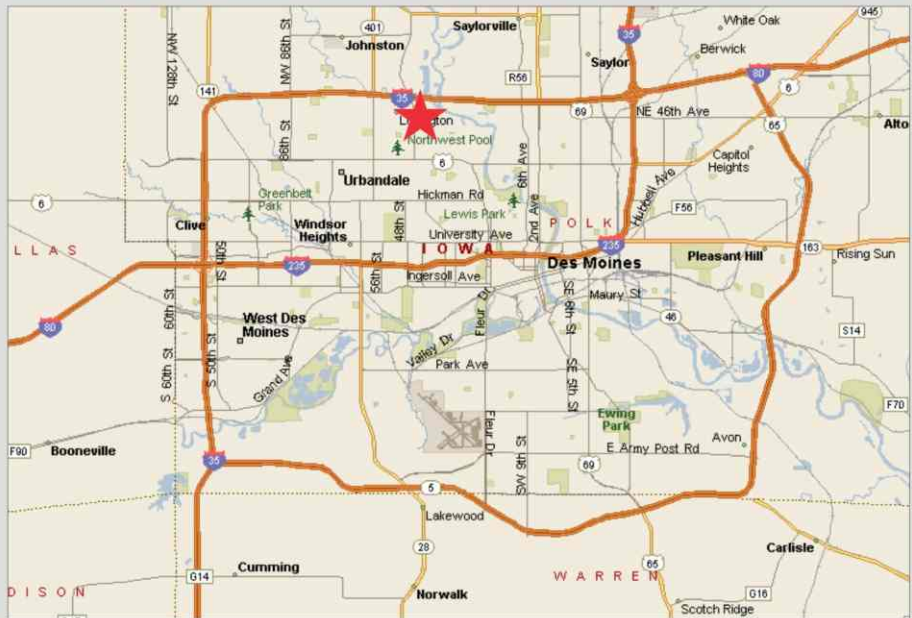 White Oak
945
Saylorville
401
Johnston
35
Berwick
Saylor
NW 128th St
NW 86th St
R56
80
141
35
6
69
NE 46th Ave
65
Alto
86th St
Northwest Pool
6
Capitol
Heights
Urbandale
6th Ave
Hubbell Ave
Greenbelt
Park
Hickman Rd
6
48th St
Lewis Park
2nd Ave
F56
POLK
Clive
Windsor
Heights
University Ave
235
163
LLAS
IOWA
Des Moines
Pleasant Hill
Rising Sun
50th St
235
56th St
Ingersoll Ave
60th St
Fleur Dr
SE 6th St
Maury St
46
80
West Des
Moines
S 50th St
S14
Valley Dr
S 60th St
Grand Ave
Park Ave
SE 5th St
F70
Fleur Dr
Ewing
Park
Avon
F90
Booneville
SW 9th St
E Army Post Rd
35
69
5
Lakewood
28
Carlisle
65
G14
Cumming
WARREN
DISON
Norwalk
G16
Scotch Ridge